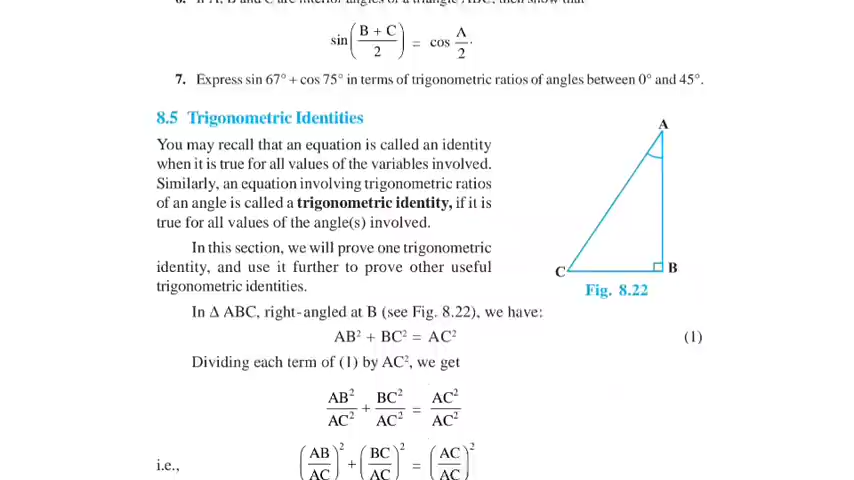 sin(B + C / 2) = cos A/2.
7. Express sin 67° + cos 75° in terms of trigonometric ratios of angles between 0° and 45°.
8.5 Trigonometric Identities
You may recall that an equation is called an identity
when it is true for all values of the variables involved.
Similarly, an equation involving trigonometric ratios
of an angle is called a trigonometric identity, if it is
true for all values of the angle(s) involved.
In this section, we will prove one trigonometric
identity, and use it further to prove other useful
trigonometric identities.
A
C
B
Fig. 8.22
In Δ ABC, right-angled at B (see Fig. 8.22), we have:
AB² + BC² = AC² (1)
Dividing each term of (1) by AC², we get
AB²/AC² + BC²/AC² = AC²/AC²
i.e., (AB/AC)² + (BC/AC)² = (AC/AC)²